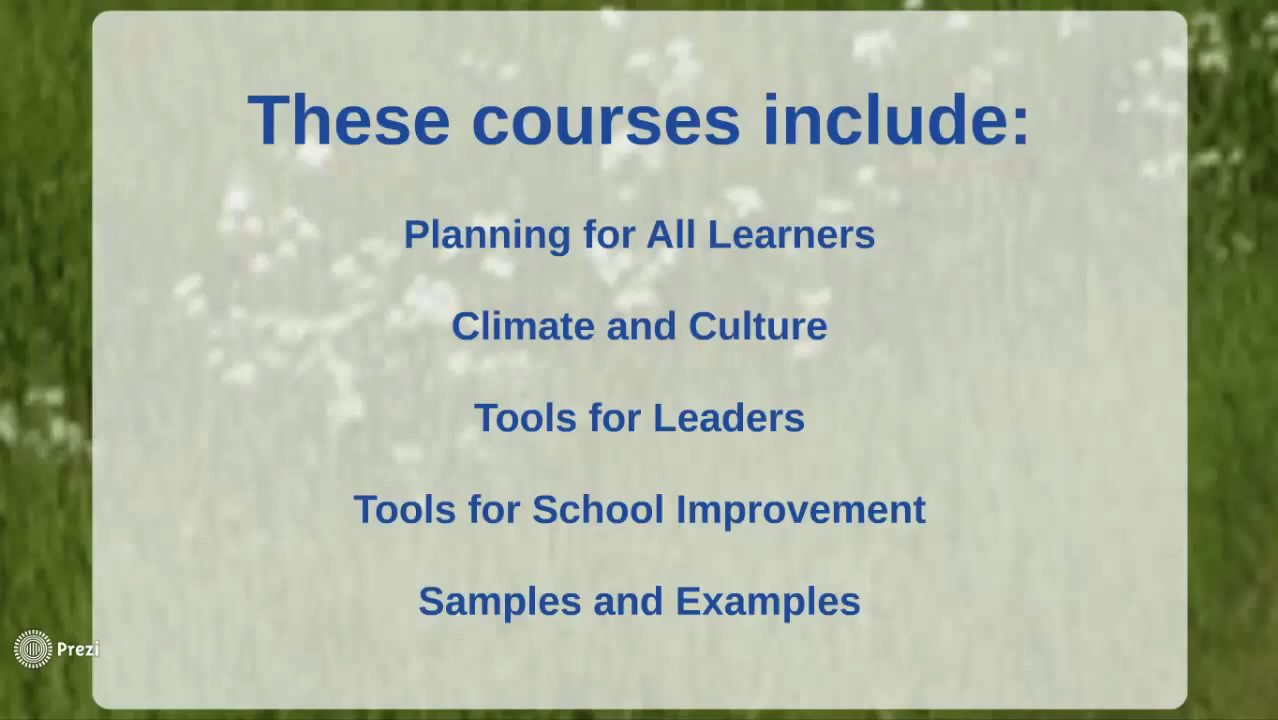 These courses include:
Planning for All Learners
Climate and Culture
Tools for Leaders
Tools for School Improvement
Samples and Examples
Prezi